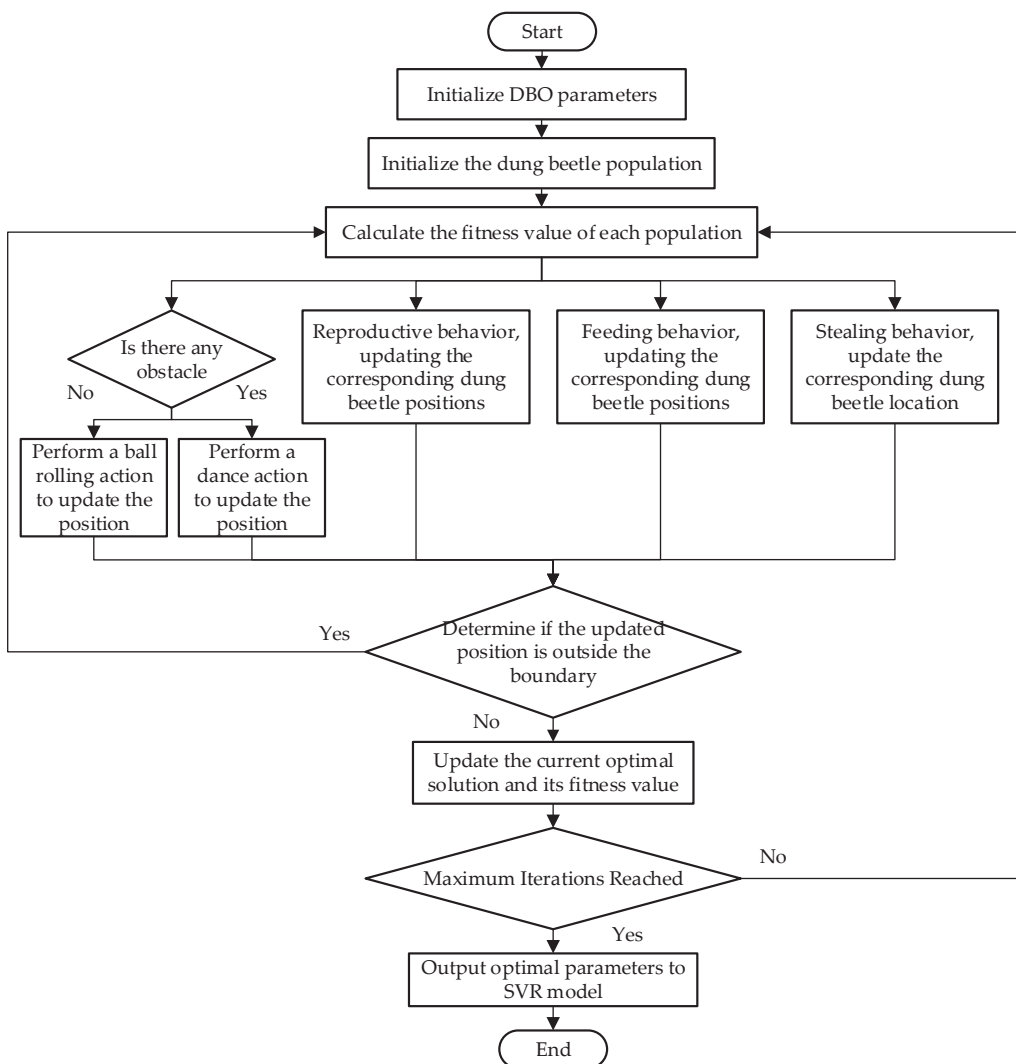 Start
Initialize DBO parameters
Initialize the dung beetle population
Calculate the fitness value of each population
Is there any
obstacle
No
Yes
Reproductive behavior,
updating the
corresponding dung
beetle positions
Feeding behavior,
updating the
corresponding dung
beetle positions
Stealing behavior,
update the
corresponding dung
beetle location
Perform a ball
rolling action
to update the
position
Perform a
dance action
to update the
position
Yes
Determine if the updated
position is outside the
boundary
No
Update the current optimal
solution and its fitness value
Maximum Iterations Reached
No
Yes
Output optimal parameters to
SVR model
End